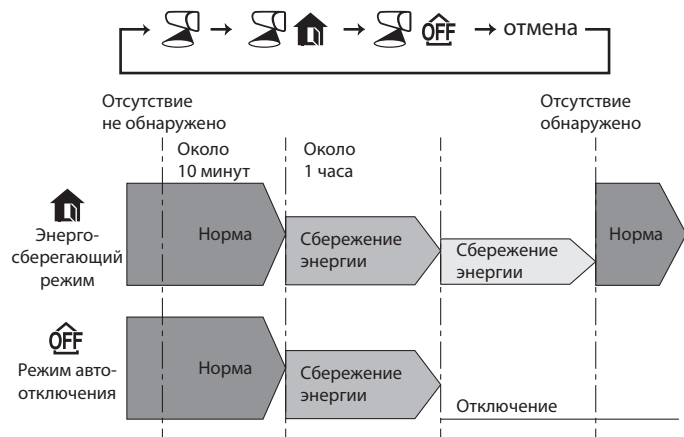 OFF → отмена
Отсутствие
не обнаружено
Отсутствие
обнаружено
Около
10 минут
Около
1 часа
Энерго-
сберегающий
режим
Норма
Сбережение
энергии
Сбережение
энергии
Норма
OFF
Режим авто-
отключения
Норма
Сбережение
энергии
Отключение